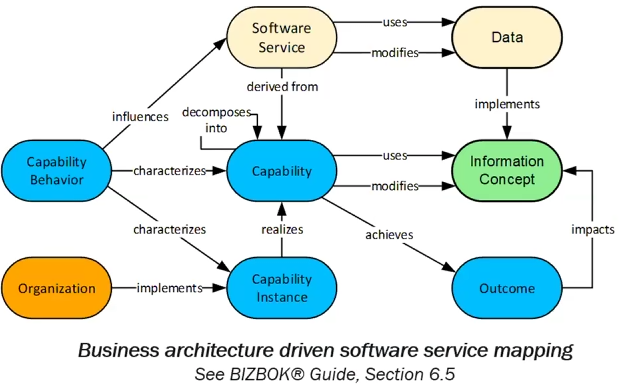 Software
Service
uses
modifies
Data
derived from
implements
influences
decomposes
into
Capability
Behavior
characterizes
Capability
uses
modifies
Information
Concept
characterizes
realizes
achieves
impacts
Organization
implements
Capability
Instance
Outcome
Business architecture driven software service mapping
See BIZBOK® Guide, Section 6.5